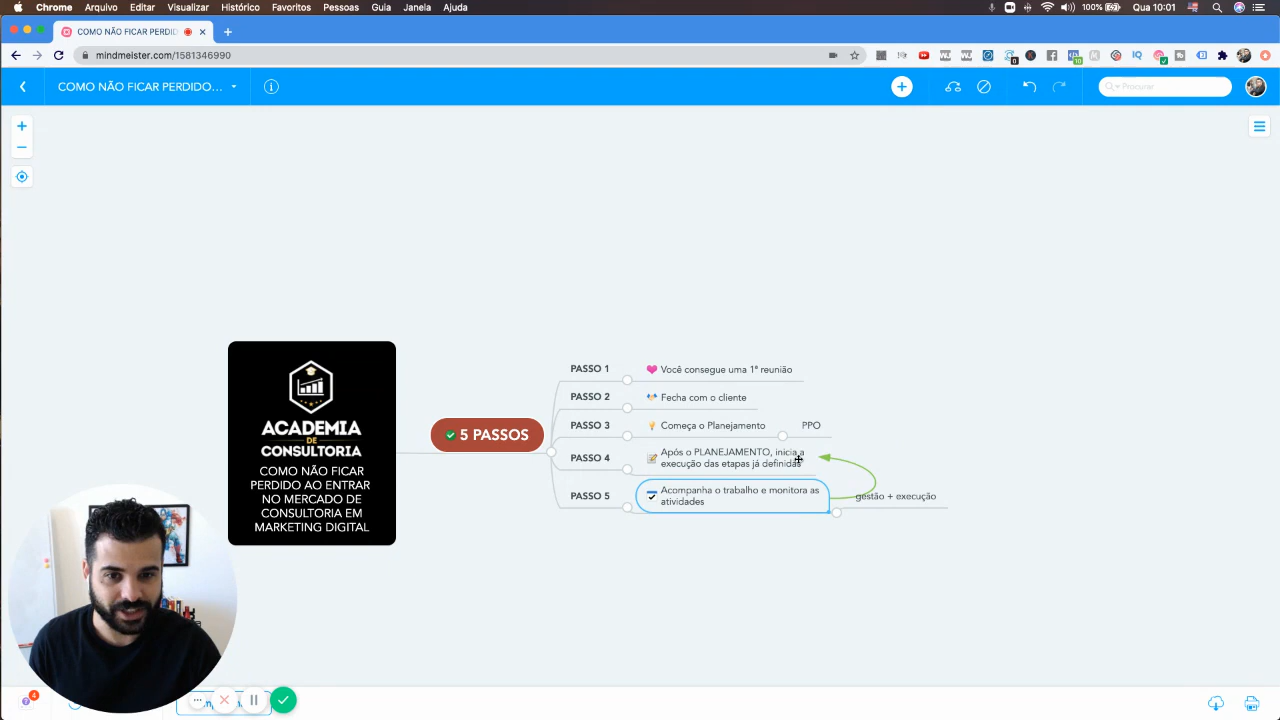 Chrome Arquivo Editar Visualizar Histórico Favoritos Pessoas Guia Janela Ajuda 100% Qua 10:01
COMO NÃO FICAR PERDID
mindmeister.com/1581346990
COMO NÃO FICAR PERDIDO...
Procurar
PASSO 1 Você consegue uma 1ª reunião
PASSO 2 Fecha com o cliente
PASSO 3 Começa o Planejamento PPO
PASSO 4 Após o PLANEJAMENTO, inicia a
execução das etapas já definidas
PASSO 5 Acompanha o trabalho e monitora as
atividades
gestão + execução
5 PASSOS
ACADEMIA
DE
CONSULTORIA
COMO NÃO FICAR
PERDIDO AO ENTRAR
NO MERCADO DE
CONSULTORIA EM
MARKETING DIGITAL
4